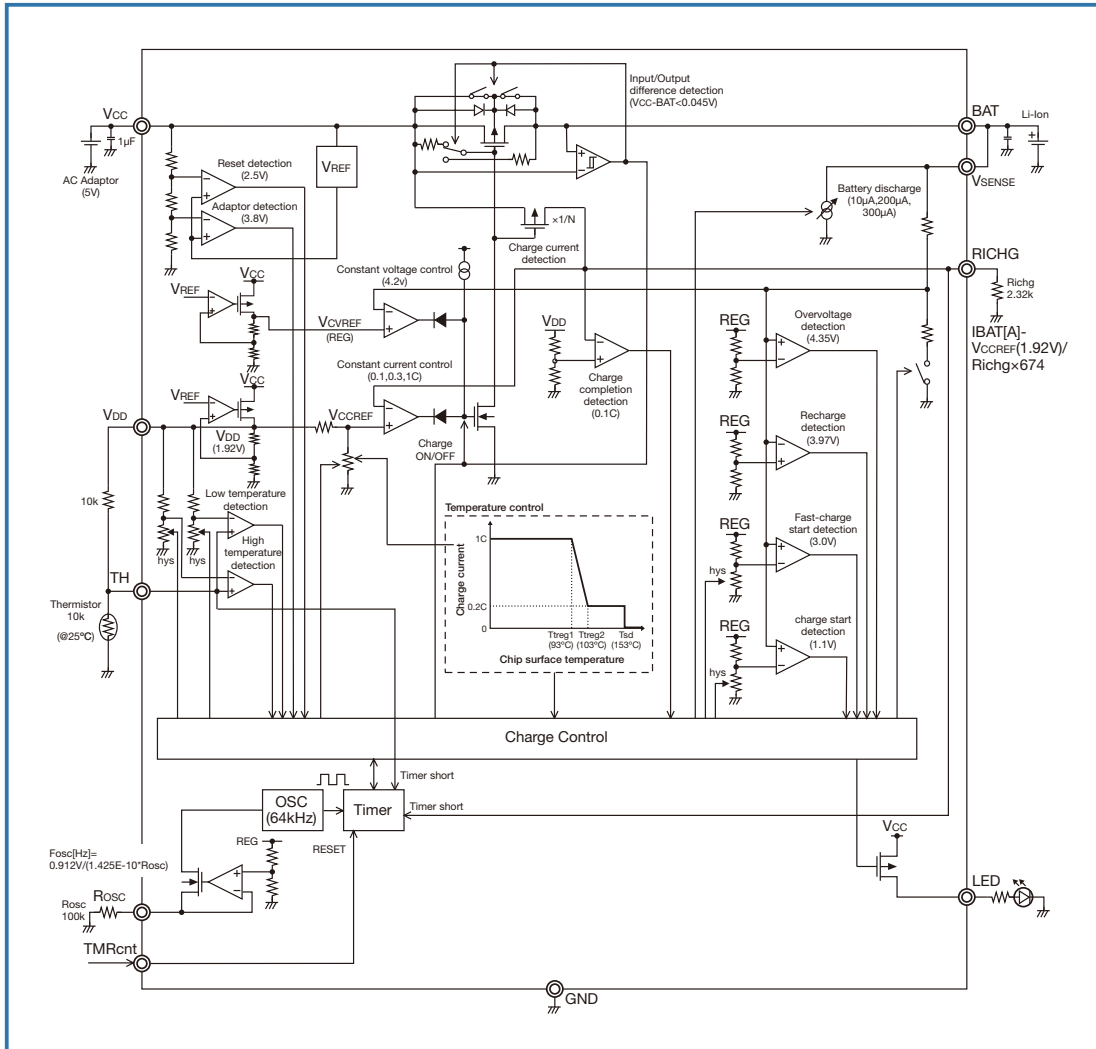 Input/Output
difference detection
(VCC-BAT<0.045V)
VCC
1µF
AC Adaptor
(5V)
Reset detection
(2.5V)
Adaptor detection
(3.8V)
VREF
BAT
Li-Ion
VSENSE
Battery discharge
(10µA,200µA,
300µA)
×1/N
Charge current
detection
RICHG
Richg
2.32k
IBAT[A]-
VCCREF(1.92V)/
Richg×674
VCC
VREF
VCVREF
(REG)
Constant voltage control
(4.2v)
VDD
Charge
completion
detection
(0.1C)
Constant current control
(0.1,0.3,1C)
VCC
VREF
VDD
VDD
(1.92V)
VCCREF
Charge
ON/OFF
REG
Overvoltage
detection
(4.35V)
REG
Recharge
detection
(3.97V)
REG
hys
Fast-charge
start detection
(3.0V)
REG
hys
charge start
detection
(1.1V)
10k
Low temperature
detection
High
temperature
detection
hys
hys
TH
Thermistor
10k
(@25°C)
Temperature control
Charge current
1C
0.2C
0
Ttreg1
(93°C)
Ttreg2
(103°C)
Tsd
(153°C)
Chip surface temperature
Charge Control
OSC
(64kHz)
Timer
Timer short
Timer short
RESET
REG
Fosc[Hz]=
0.912V/(1.425E-10*Rosc)
Rosc
100k
ROSC
TMRcnt
VCC
LED
GND